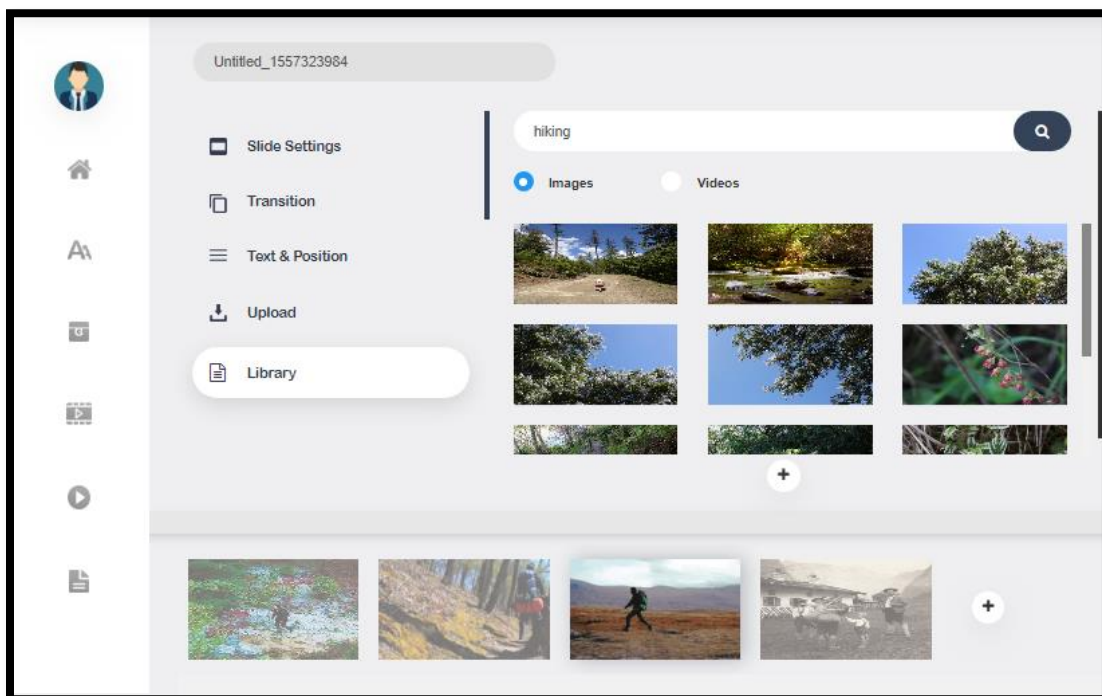 Untitled_1557323984
Slide Settings
Transition
Text & Position
Upload
Library
hiking
Images
Videos